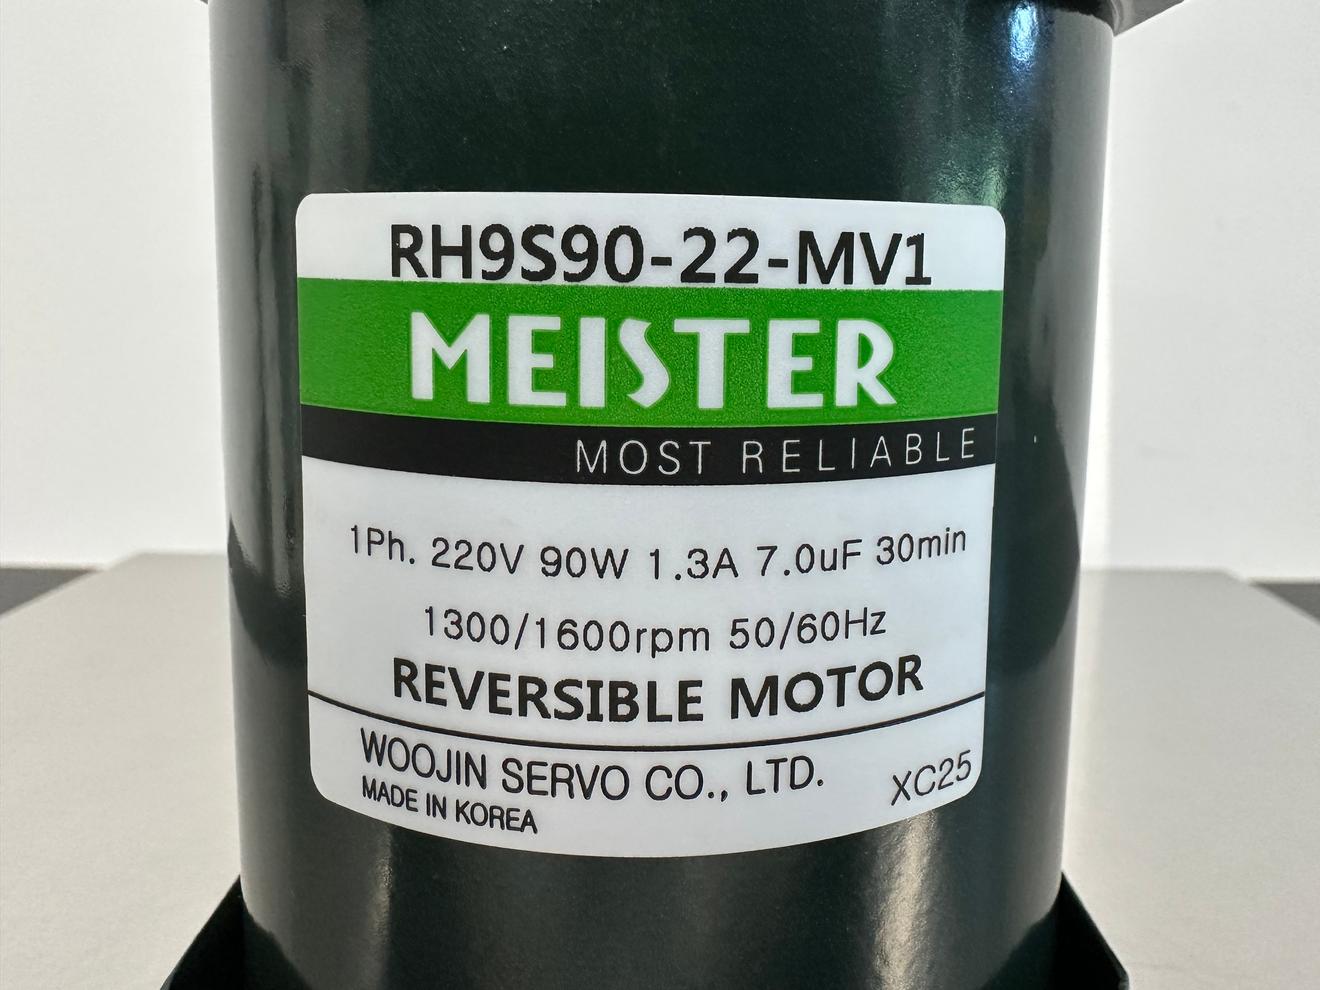 RH9S90-22-MV1
MEISTER
MOST RELIABLE
1Ph. 220V 90W 1.3A 7.0uF 30min
1300/1600rpm 50/60Hz
REVERSIBLE MOTOR
WOOJIN SERVO CO., LTD.
MADE IN KOREA
XC25